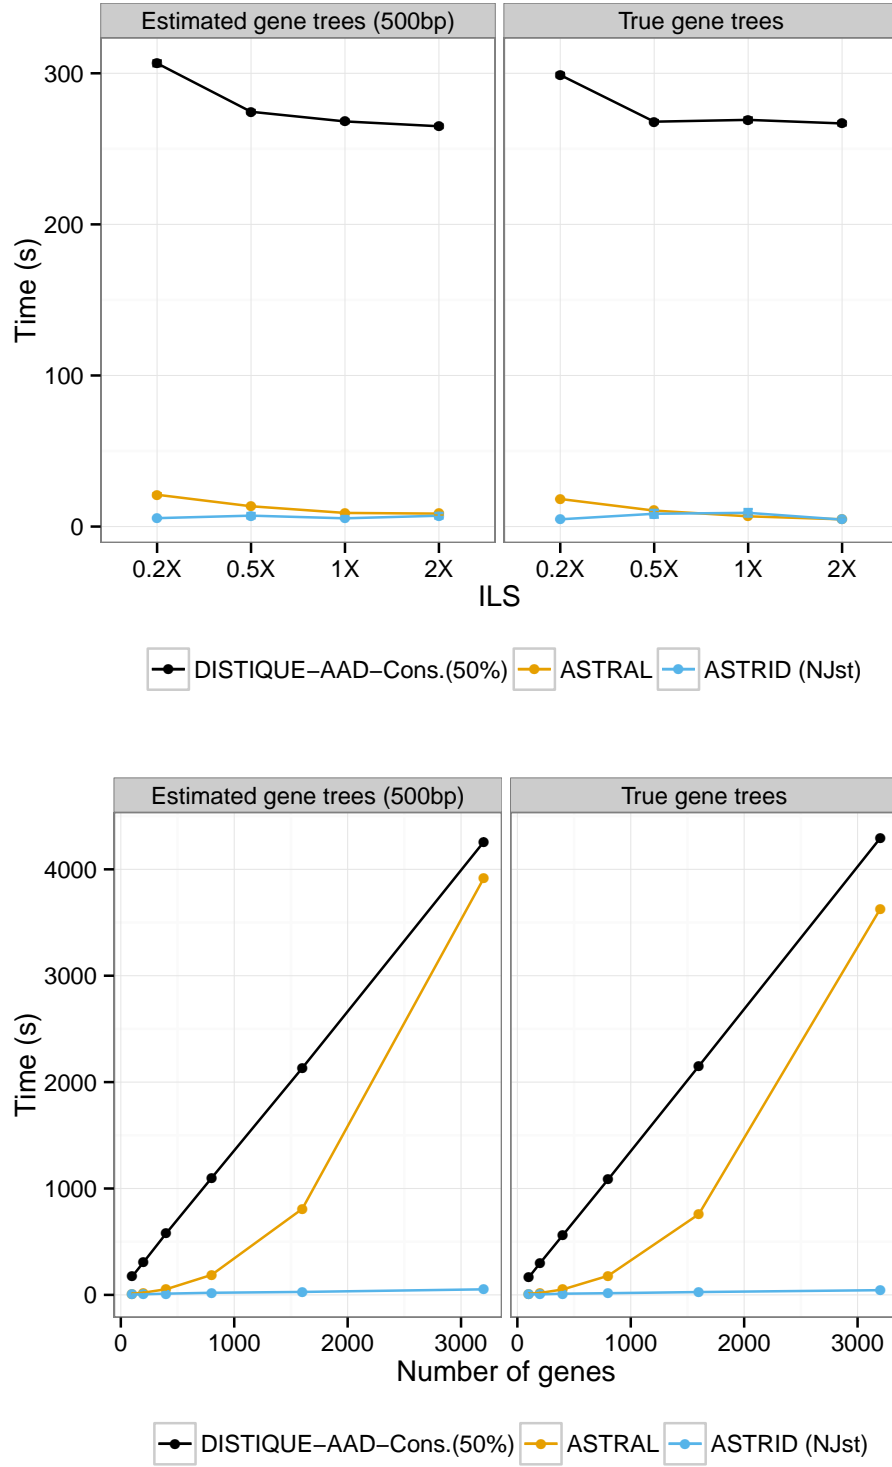 Estimated gene trees (500bp) True gene trees
300
200
100
0
Time (s)
0.2X 0.5X 1X 2X 0.2X 0.5X 1X 2X
ILS
DISTIQUE−AAD−Cons.(50%) ASTRAL ASTRID (NJst)
Estimated gene trees (500bp) True gene trees
4000
3000
2000
1000
0
Time (s)
0 1000 2000 3000 0 1000 2000 3000
Number of genes
DISTIQUE−AAD−Cons.(50%) ASTRAL ASTRID (NJst)